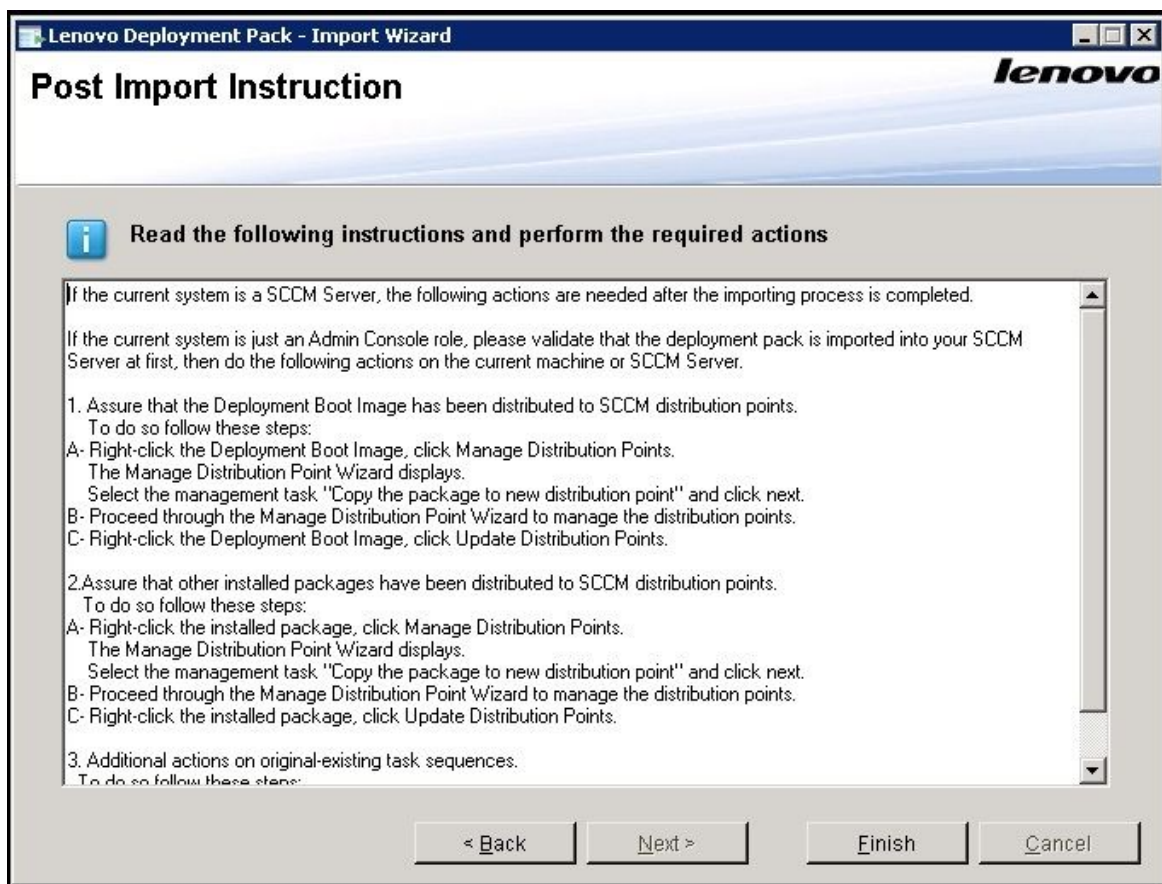 Lenovo Deployment Pack - Import Wizard
Post Import Instruction
lenovo
Read the following instructions and perform the required actions
If the current system is a SCCM Server, the following actions are needed after the importing process is completed.
If the current system is just an Admin Console role, please validate that the deployment pack is imported into your SCCM
Server at first, then do the following actions on the current machine or SCCM Server.
1. Assure that the Deployment Boot Image has been distributed to SCCM distribution points.
To do so follow these steps:
A- Right-click the Deployment Boot Image, click Manage Distribution Points.
The Manage Distribution Point Wizard displays.
Select the management task "Copy the package to new distribution point" and click next.
B- Proceed through the Manage Distribution Point Wizard to manage the distribution points.
C- Right-click the Deployment Boot Image, click Update Distribution Points.
2.Assure that other installed packages have been distributed to SCCM distribution points.
To do so follow these steps:
A- Right-click the installed package, click Manage Distribution Points.
The Manage Distribution Point Wizard displays.
Select the management task "Copy the package to new distribution point" and click next.
B- Proceed through the Manage Distribution Point Wizard to manage the distribution points.
C- Right-click the installed package, click Update Distribution Points.
3. Additional actions on original-existing task sequences.
To do so follow these steps:
< Back Next > Finish Cancel